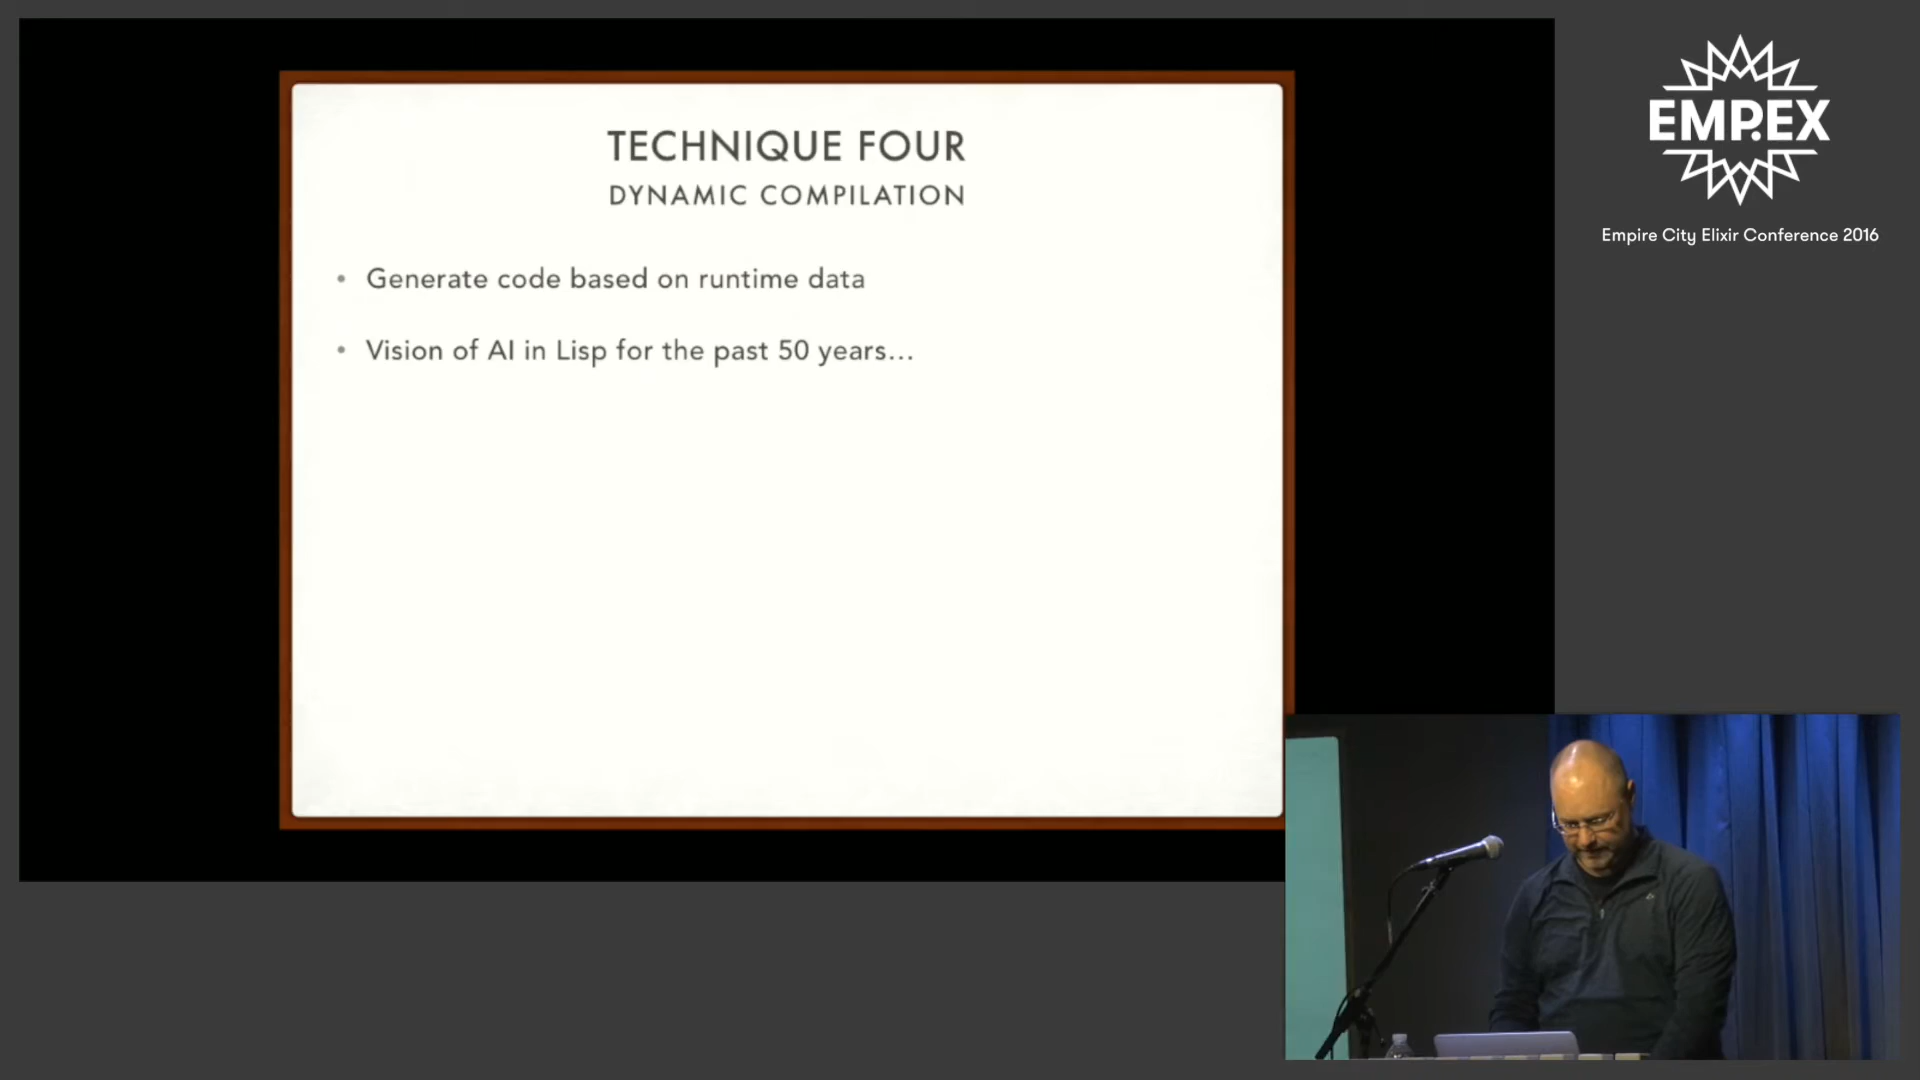 TECHNIQUE FOUR
DYNAMIC COMPILATION
• Generate code based on runtime data
• Vision of AI in Lisp for the past 50 years...
EMP.EX
Empire City Elixir Conference 2016